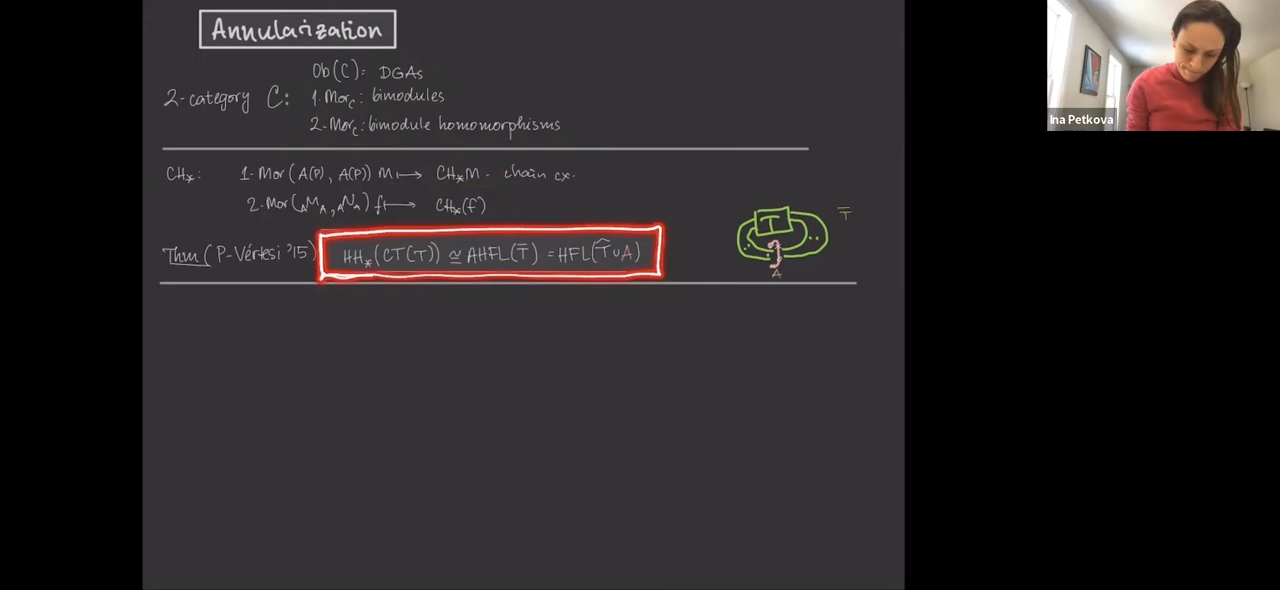 Annularization
Ob(C) = DGAs
2-category C: 1.Mor_C : bimodules
2-Mor_C : bimodule homomorphisms
CH_*: 1-Mor(A(P), A(P)) M ⟼ CH_*M - chain cx.
2-Mor(_AM_A, _AN_A) f ⟼ CH_*(f)
Thm (P-Vértesi '15) HH_*(CT(T)) ≅ AHFL(T̄) = HFL(T̂∪A)
T
T̄
A
Ina Petkova